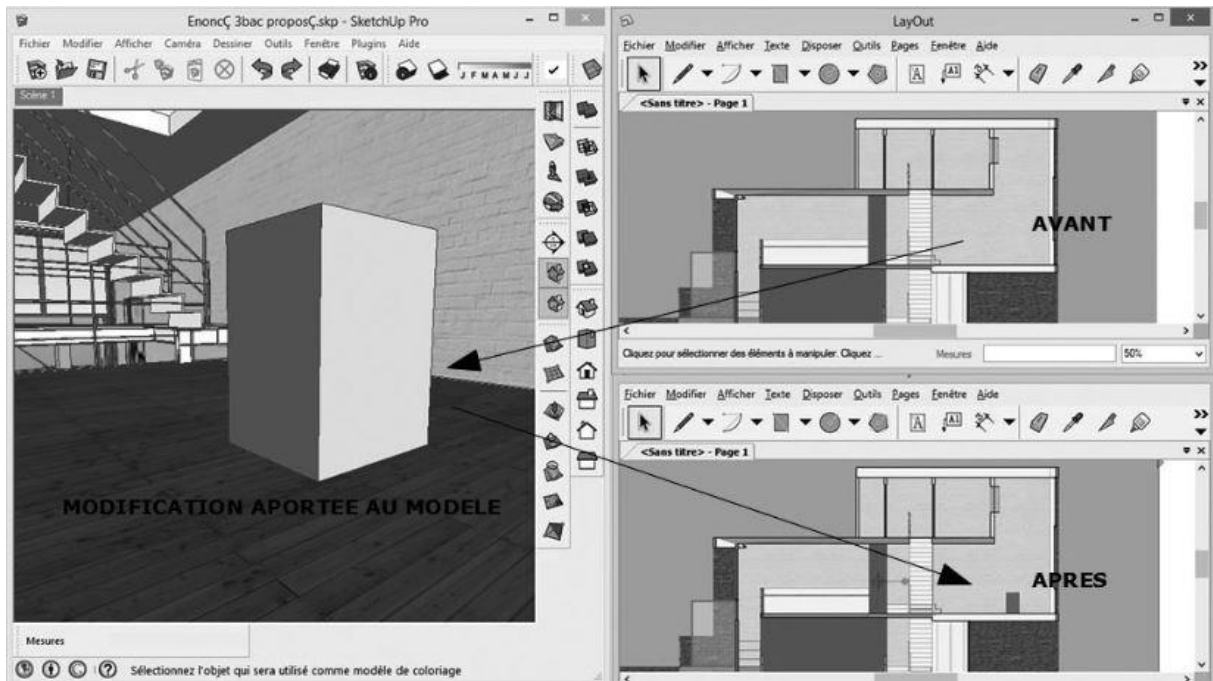 EnoncÇ 3bac proposÇ.skp - SketchUp Pro
Fichier Modifier Afficher Caméra Dessiner Outils Fenêtre Plugins Aide
J F M A M J J
Scène 1
MODIFICATION APORTEE AU MODELE
Mesures
Sélectionnez l'objet qui sera utilisé comme modèle de coloriage
LayOut
Fichier Modifier Afficher Texte Disposer Outils Pages Fenêtre Aide
A A1
<Sans titre> - Page 1
AVANT
Cliquez pour sélectionner des éléments à manipuler. Cliquez ... Mesures 50%
Fichier Modifier Afficher Texte Disposer Outils Pages Fenêtre Aide
A A1
<Sans titre> - Page 1
APRES